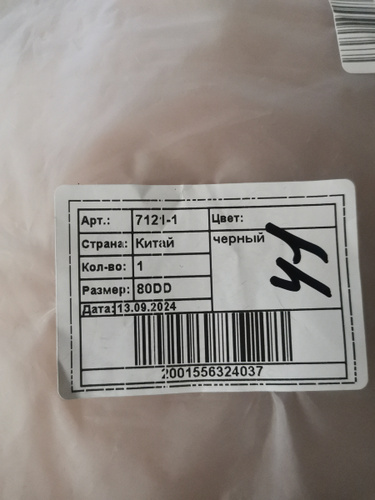 Арт.: 7121-1 Цвет:
Страна: Китай черный
Кол-во: 1
Размер: 80DD
Дата: 13.09.2024
2001556324037